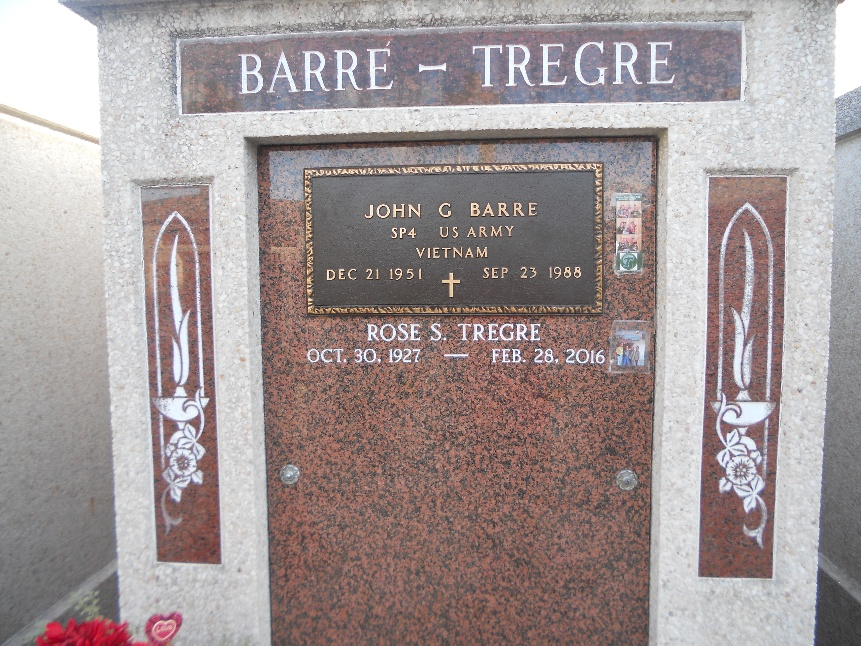 BARRÉ - TREGRE
JOHN G BARRE
SP4 US ARMY
VIETNAM
DEC 21 1951 SEP 23 1988
ROSE S. TREGRE
OCT. 30, 1927 — FEB. 28, 2016
Love